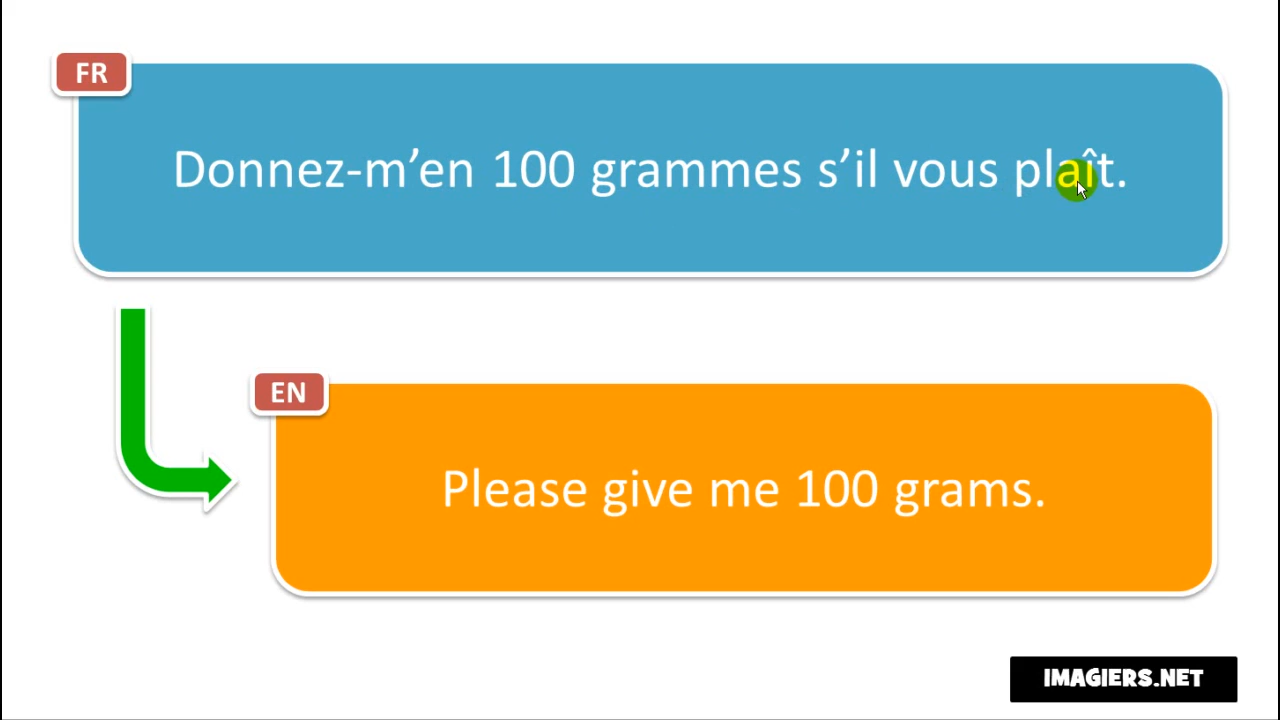 FR
Donnez-m’en 100 grammes s’il vous plaît.
EN
Please give me 100 grams.
IMAGIERS.NET